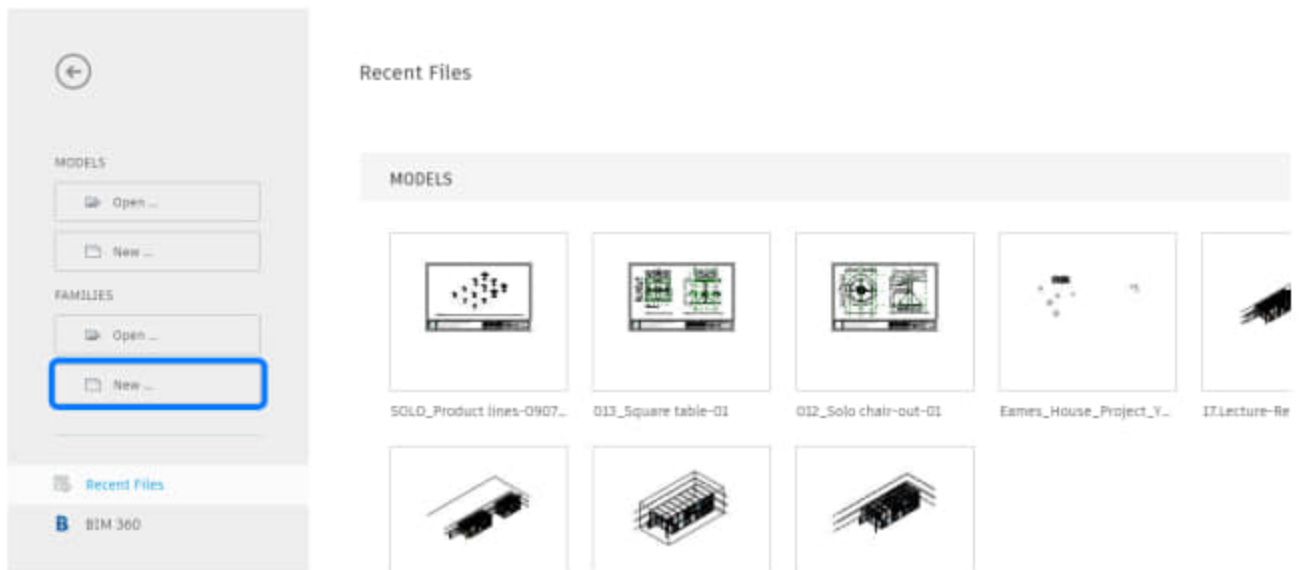 Recent Files
MODELS
Open ...
New ...
FAMILIES
Open ...
New ...
Recent Files
BIM 360
MODELS
SOLO_Product lines-0907...
013_Square table-01
012_Solo chair-out-01
Eames_House_Project_Y...
17.Lecture-Re